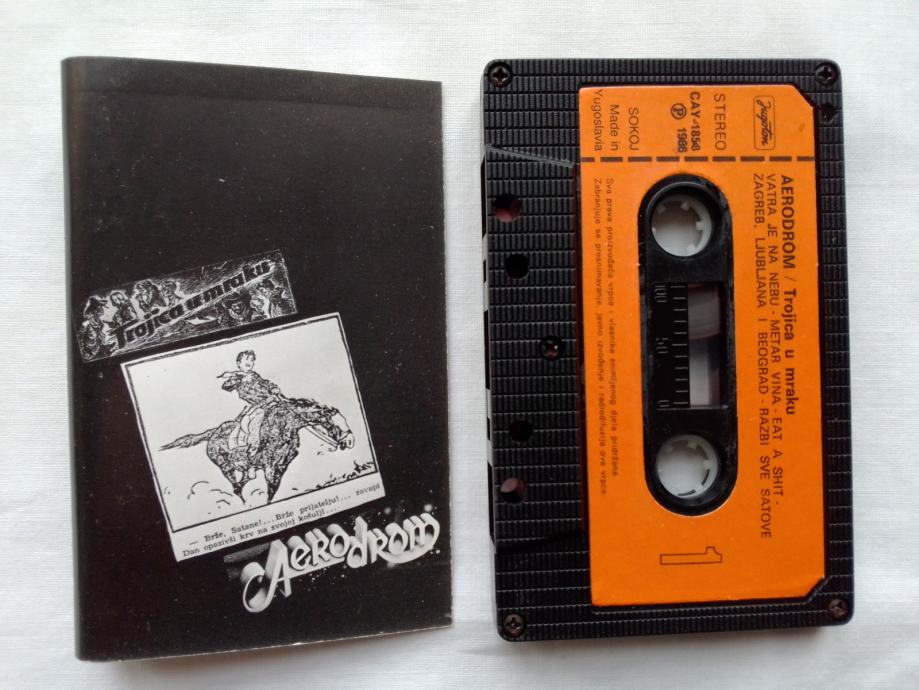 Trojica u mraku
— Brže, Satane!...Brže prijatelju!... zavapi
Dan opazivši krv na svojoj košulji...
Aerodrom
Jugoton
STEREO
CAY-1858
℗ 1986
SOKOJ
Made in
Yugoslavia
AERODROM / Trojica u mraku
VATRA JE NA NEBU - METAR VINA - EAT A SHIT -
ZAGREB, LJUBLJANA I BEOGRAD - RAZBI SVE SATOVE
100 50 0
Sva prava proizvođača vrpce i vlasnika snimljenog djela pridržana.
Zabranjuje se presnimavanje, javno izvođenje i radiodifuzija ove vrpce.
1